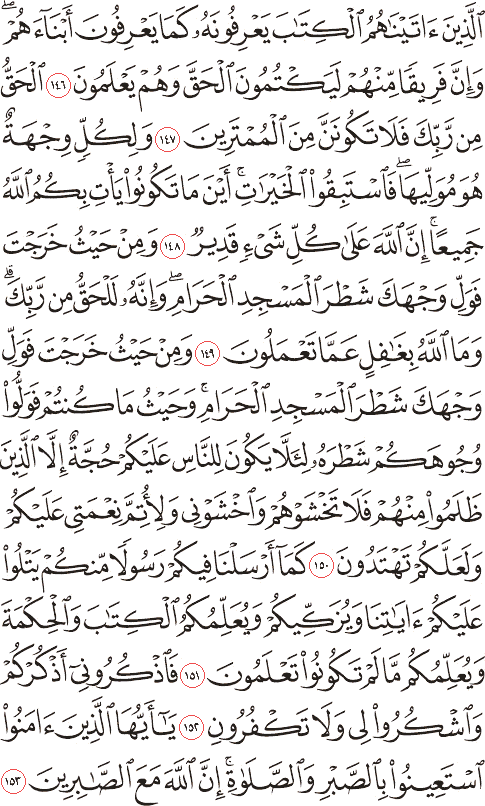 ٱلَّذِينَ ءَاتَيْنَٰهُمُ ٱلْكِتَٰبَ يَعْرِفُونَهُۥ كَمَا يَعْرِفُونَ أَبْنَآءَهُمْ ۖ
وَإِنَّ فَرِيقًا مِّنْهُمْ لَيَكْتُمُونَ ٱلْحَقَّ وَهُمْ يَعْلَمُونَ ١٤٦ ٱلْحَقُّ
مِن رَّبِّكَ فَلَا تَكُونَنَّ مِنَ ٱلْمُمْتَرِينَ ١٤٧ وَلِكُلٍّ وِجْهَةٌ
هُوَ مُوَلِّيهَا ۖ فَٱسْتَبِقُوا۟ ٱلْخَيْرَٰتِ ۚ أَيْنَ مَا تَكُونُوا۟ يَأْتِ بِكُمُ ٱللَّهُ
جَمِيعًا ۚ إِنَّ ٱللَّهَ عَلَىٰ كُلِّ شَىْءٍ قَدِيرٌ ١٤٨ وَمِنْ حَيْثُ خَرَجْتَ
فَوَلِّ وَجْهَكَ شَطْرَ ٱلْمَسْجِدِ ٱلْحَرَامِ ۖ وَإِنَّهُۥ لَلْحَقُّ مِن رَّبِّكَ ۗ
وَمَا ٱللَّهُ بِغَٰفِلٍ عَمَّا تَعْمَلُونَ ١٤٩ وَمِنْ حَيْثُ خَرَجْتَ فَوَلِّ
وَجْهَكَ شَطْرَ ٱلْمَسْجِدِ ٱلْحَرَامِ ۚ وَحَيْثُ مَا كُنتُمْ فَوَلُّوا۟
وُجُوهَكُمْ شَطْرَهُۥ لِئَلَّا يَكُونَ لِلنَّاسِ عَلَيْكُمْ حُجَّةٌ إِلَّا ٱلَّذِينَ
ظَلَمُوا۟ مِنْهُمْ فَلَا تَخْشَوْهُمْ وَٱخْشَوْنِى وَلِأُتِمَّ نِعْمَتِى عَلَيْكُمْ
وَلَعَلَّكُمْ تَهْتَدُونَ ١٥٠ كَمَآ أَرْسَلْنَا فِيكُمْ رَسُولًا مِّنكُمْ يَتْلُوا۟
عَلَيْكُمْ ءَايَٰتِنَا وَيُزَكِّيكُمْ وَيُعَلِّمُكُمُ ٱلْكِتَٰبَ وَٱلْحِكْمَةَ
وَيُعَلِّمُكُم مَّا لَمْ تَكُونُوا۟ تَعْلَمُونَ ١٥١ فَٱذْكُرُونِىٓ أَذْكُرْكُمْ
وَٱشْكُرُوا۟ لِى وَلَا تَكْفُرُونِ ١٥٢ يَٰٓأَيُّهَا ٱلَّذِينَ ءَامَنُوا۟
ٱسْتَعِينُوا۟ بِٱلصَّبْرِ وَٱلصَّلَوٰةِ ۚ إِنَّ ٱللَّهَ مَعَ ٱلصَّٰبِرِينَ ١٥٣